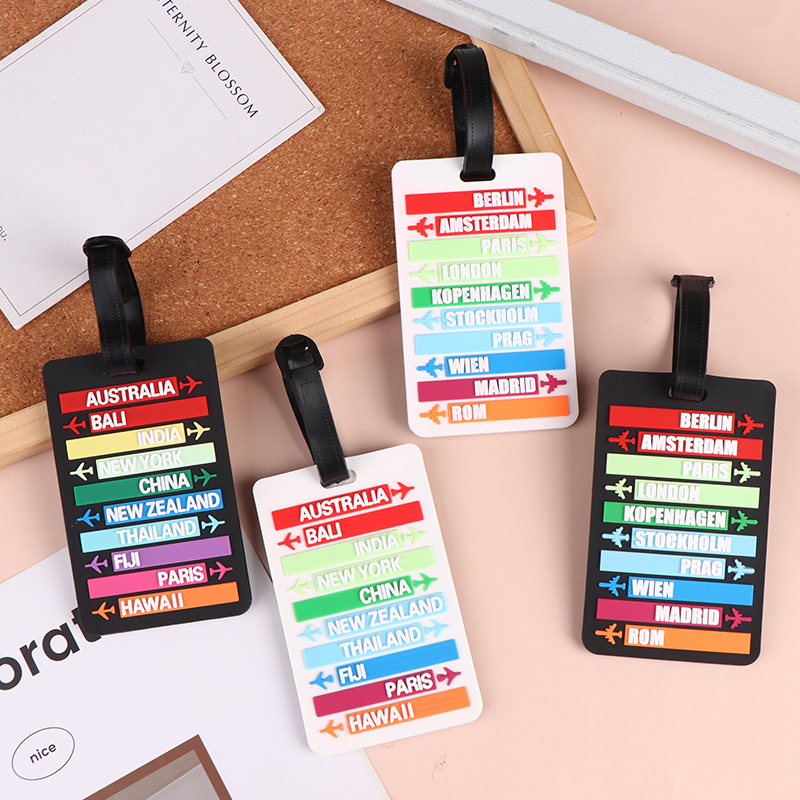 ETERNITY BLOSSOM
ou.
BERLIN
AMSTERDAM
PARIS
LONDON
KOPENHAGEN
STOCKHOLM
PRAG
WIEN
MADRID
ROM
AUSTRALIA
BALI
INDIA
NEW YORK
CHINA
NEW ZEALAND
THAILAND
FIJI
PARIS
HAWAII
AUSTRALIA
BALI
INDIA
NEW YORK
CHINA
NEW ZEALAND
THAILAND
FIJI
PARIS
HAWAII
BERLIN
AMSTERDAM
PARIS
LONDON
KOPENHAGEN
STOCKHOLM
PRAG
WIEN
MADRID
ROM
orat
nice